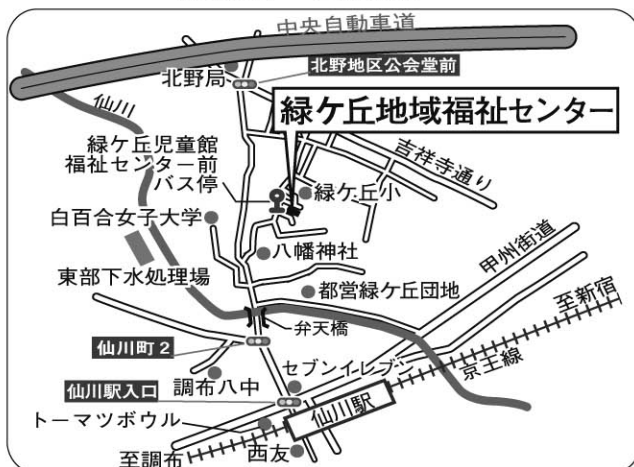 中央自動車道
北野局
北野地区公会堂前
仙川
緑ケ丘地域福祉センター
緑ケ丘児童館
福祉センター前
バス停
吉祥寺通り
緑ケ丘小
白百合女子大学
八幡神社
甲州街道
東部下水処理場
都営緑ケ丘団地
至新宿
弁天橋
仙川町2
セブンイレブン
京王線
調布八中
仙川駅入口
仙川駅
トーマツボウル
至調布
西友